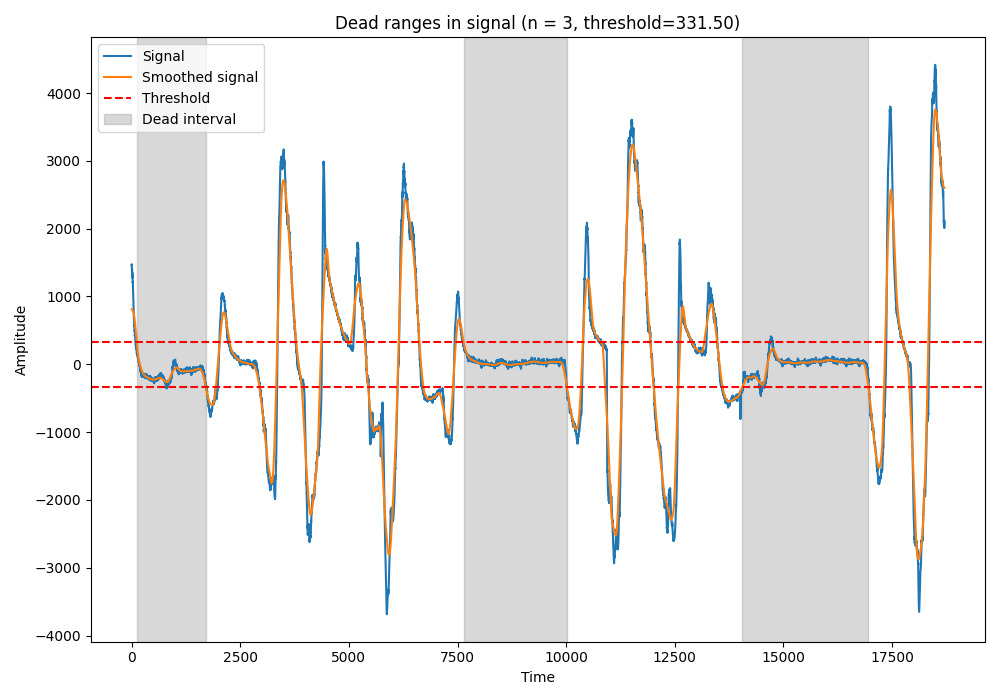 Dead ranges in signal (n = 3, threshold=331.50)
Signal
Smoothed signal
Threshold
Dead interval
4000
3000
2000
1000
0
−1000
−2000
−3000
−4000
Amplitude
0
2500
5000
7500
10000
12500
15000
17500
Time